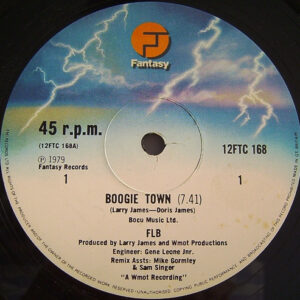 Fantasy
45 r.p.m.
(12FTC 168A)
℗ 1979
Fantasy Records
1
12FTC 168
1
BOOGIE TOWN (7.41)
(Larry James—Doris James)
Bocu Music Ltd.
FLB
Produced by Larry James and Wmot Productions
Engineer: Gene Leone Jnr.
Remix Assts: Mike Gormley
& Sam Singer
"A Wmot Recording"